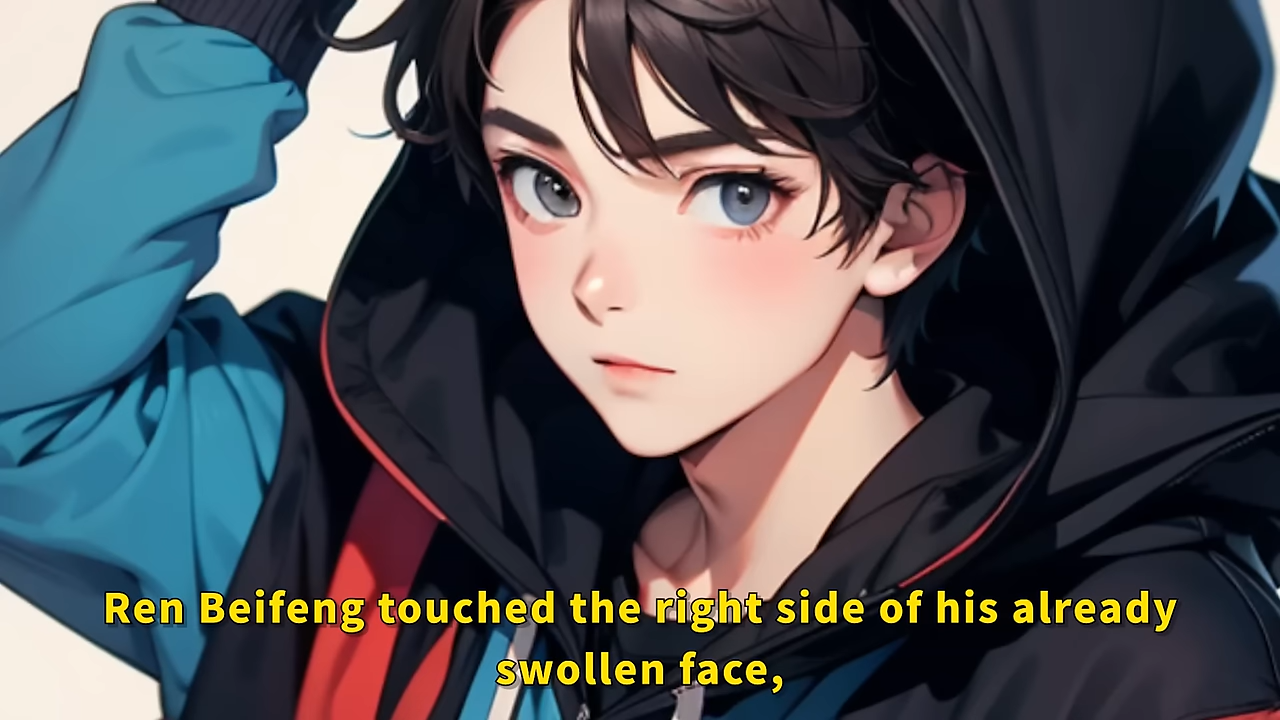 Ren Beifeng touched the right side of his already
swollen face,